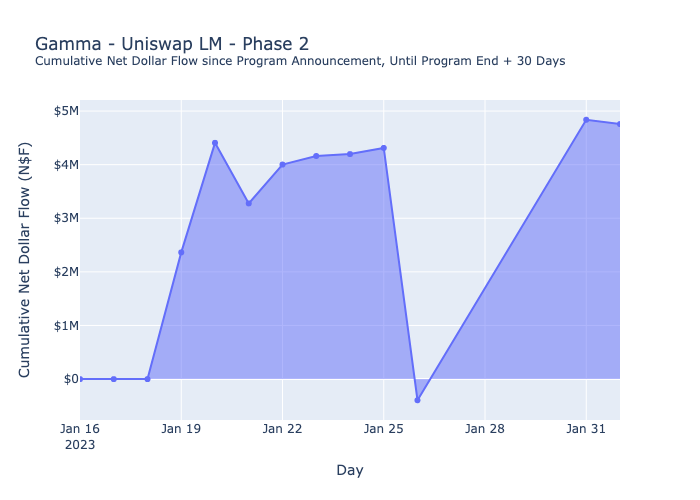 Gamma - Uniswap LM - Phase 2
Cumulative Net Dollar Flow since Program Announcement, Until Program End + 30 Days
Cumulative Net Dollar Flow (N$F)
$5M
$4M
$3M
$2M
$1M
$0
Jan 16
2023
Jan 19
Jan 22
Jan 25
Jan 28
Jan 31
Day